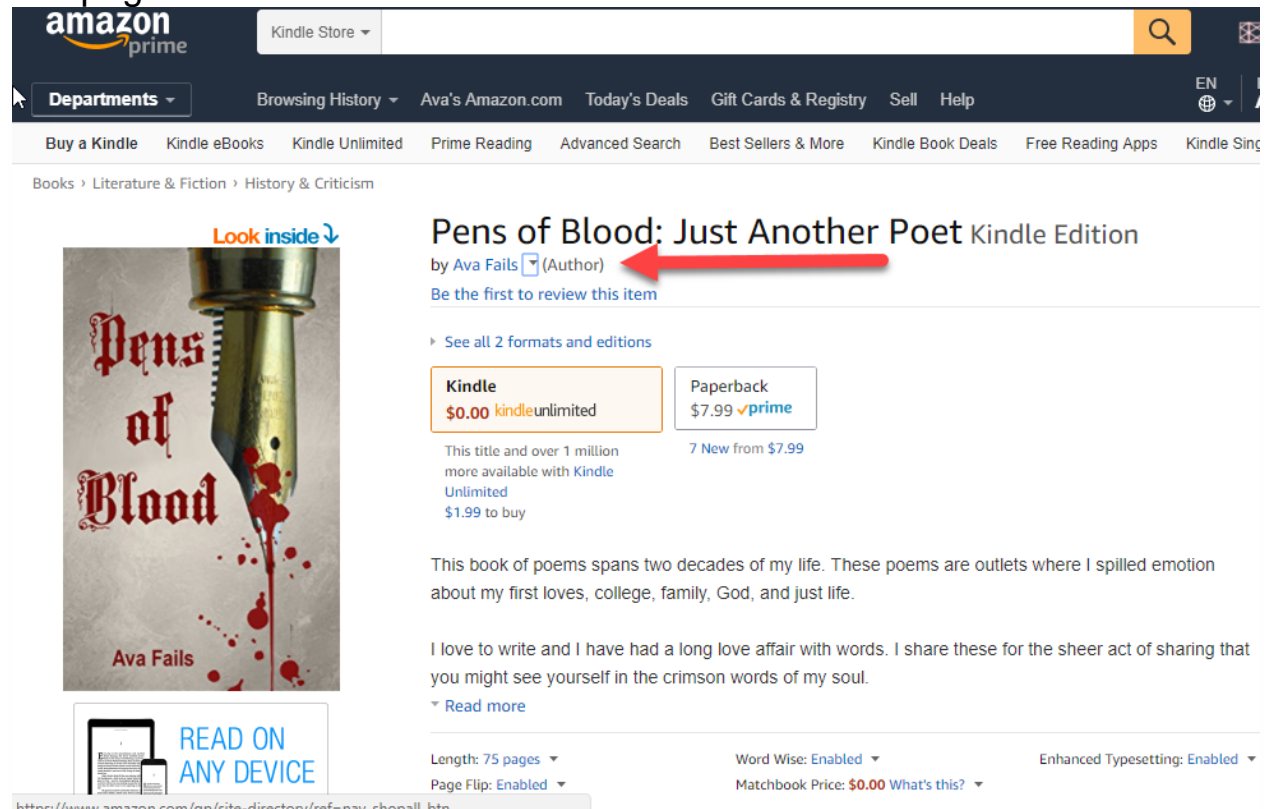 amazon
prime
Kindle Store
Departments
Browsing History
Ava's Amazon.com
Today's Deals
Gift Cards & Registry
Sell
Help
EN
Buy a Kindle
Kindle eBooks
Kindle Unlimited
Prime Reading
Advanced Search
Best Sellers & More
Kindle Book Deals
Free Reading Apps
Kindle Sing
Books › Literature & Fiction › History & Criticism
Look inside
Pens
of
Blood
Ava Fails
READ ON
ANY DEVICE
Pens of Blood: Just Another Poet Kindle Edition
by Ava Fails (Author)
Be the first to review this item
See all 2 formats and editions
Kindle
$0.00 kindleunlimited
This title and over 1 million
more available with Kindle
Unlimited
$1.99 to buy
Paperback
$7.99 prime
7 New from $7.99
This book of poems spans two decades of my life. These poems are outlets where I spilled emotion
about my first loves, college, family, God, and just life.
I love to write and I have had a long love affair with words. I share these for the sheer act of sharing that
you might see yourself in the crimson words of my soul.
Read more
Length: 75 pages
Word Wise: Enabled
Enhanced Typesetting: Enabled
Page Flip: Enabled
Matchbook Price: $0.00 What's this?